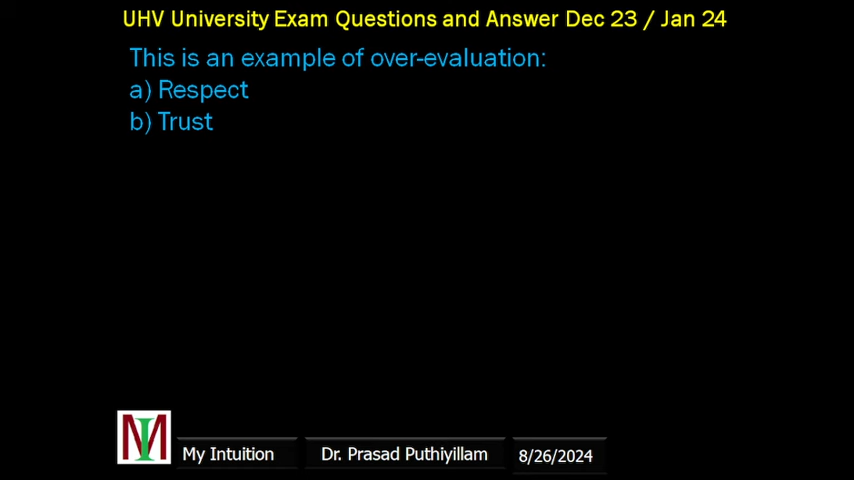 UHV University Exam Questions and Answer Dec 23 / Jan 24
This is an example of over-evaluation:
a) Respect
b) Trust
MI
My Intuition
Dr. Prasad Puthiyillam
8/26/2024